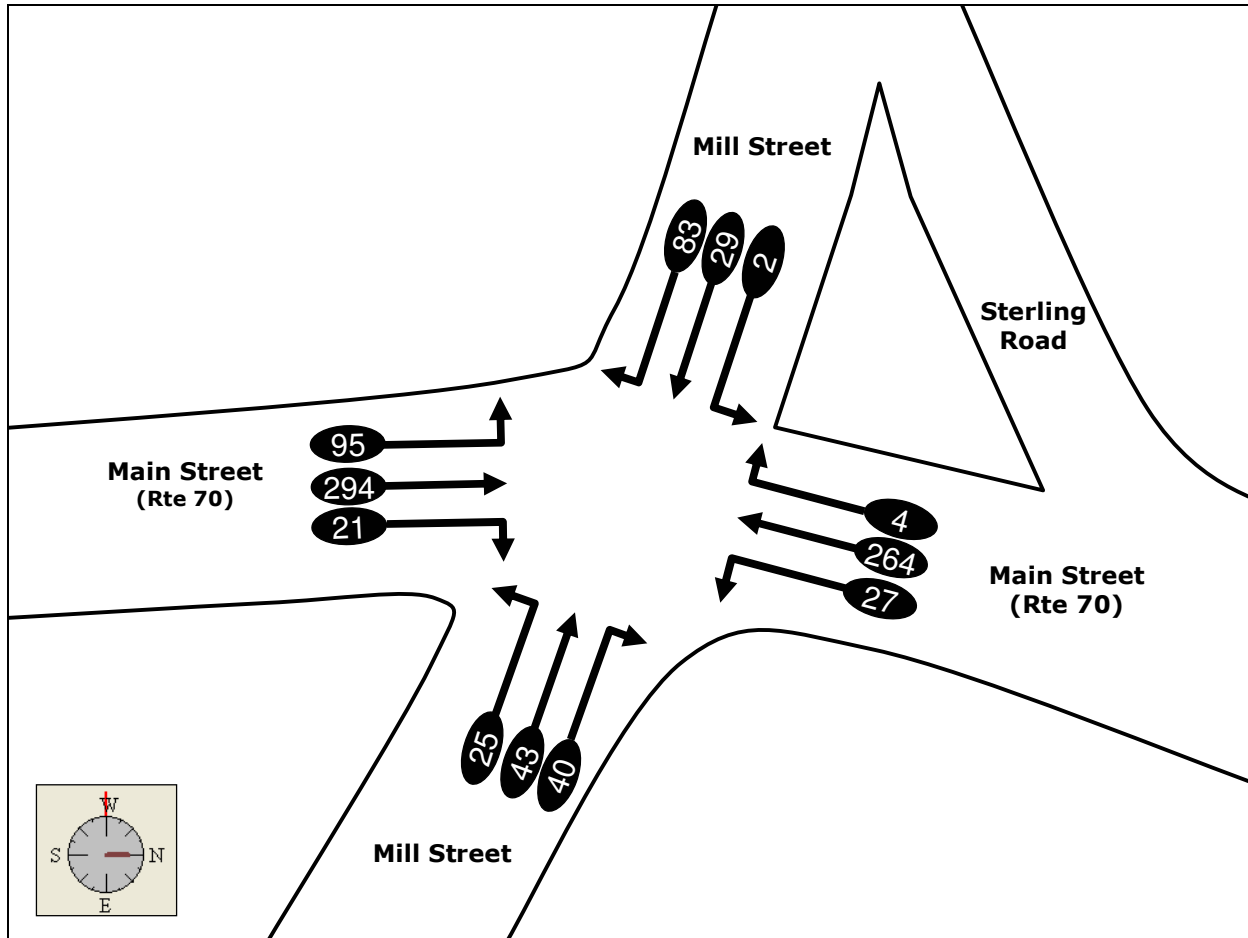 Mill Street
83
29
2
Sterling
Road
95
294
21
Main Street
(Rte 70)
4
264
27
Main Street
(Rte 70)
25
43
40
Mill Street
W
S N
E